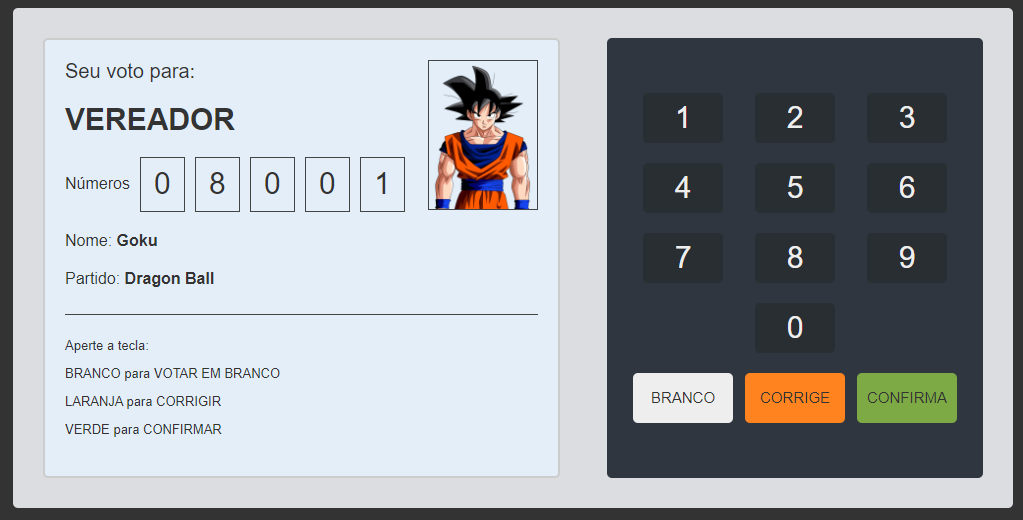 Seu voto para:
VEREADOR
Números 0 8 0 0 1
Nome: Goku
Partido: Dragon Ball
Aperte a tecla:
BRANCO para VOTAR EM BRANCO
LARANJA para CORRIGIR
VERDE para CONFIRMAR
1 2 3
4 5 6
7 8 9
0
BRANCO CORRIGE CONFIRMA